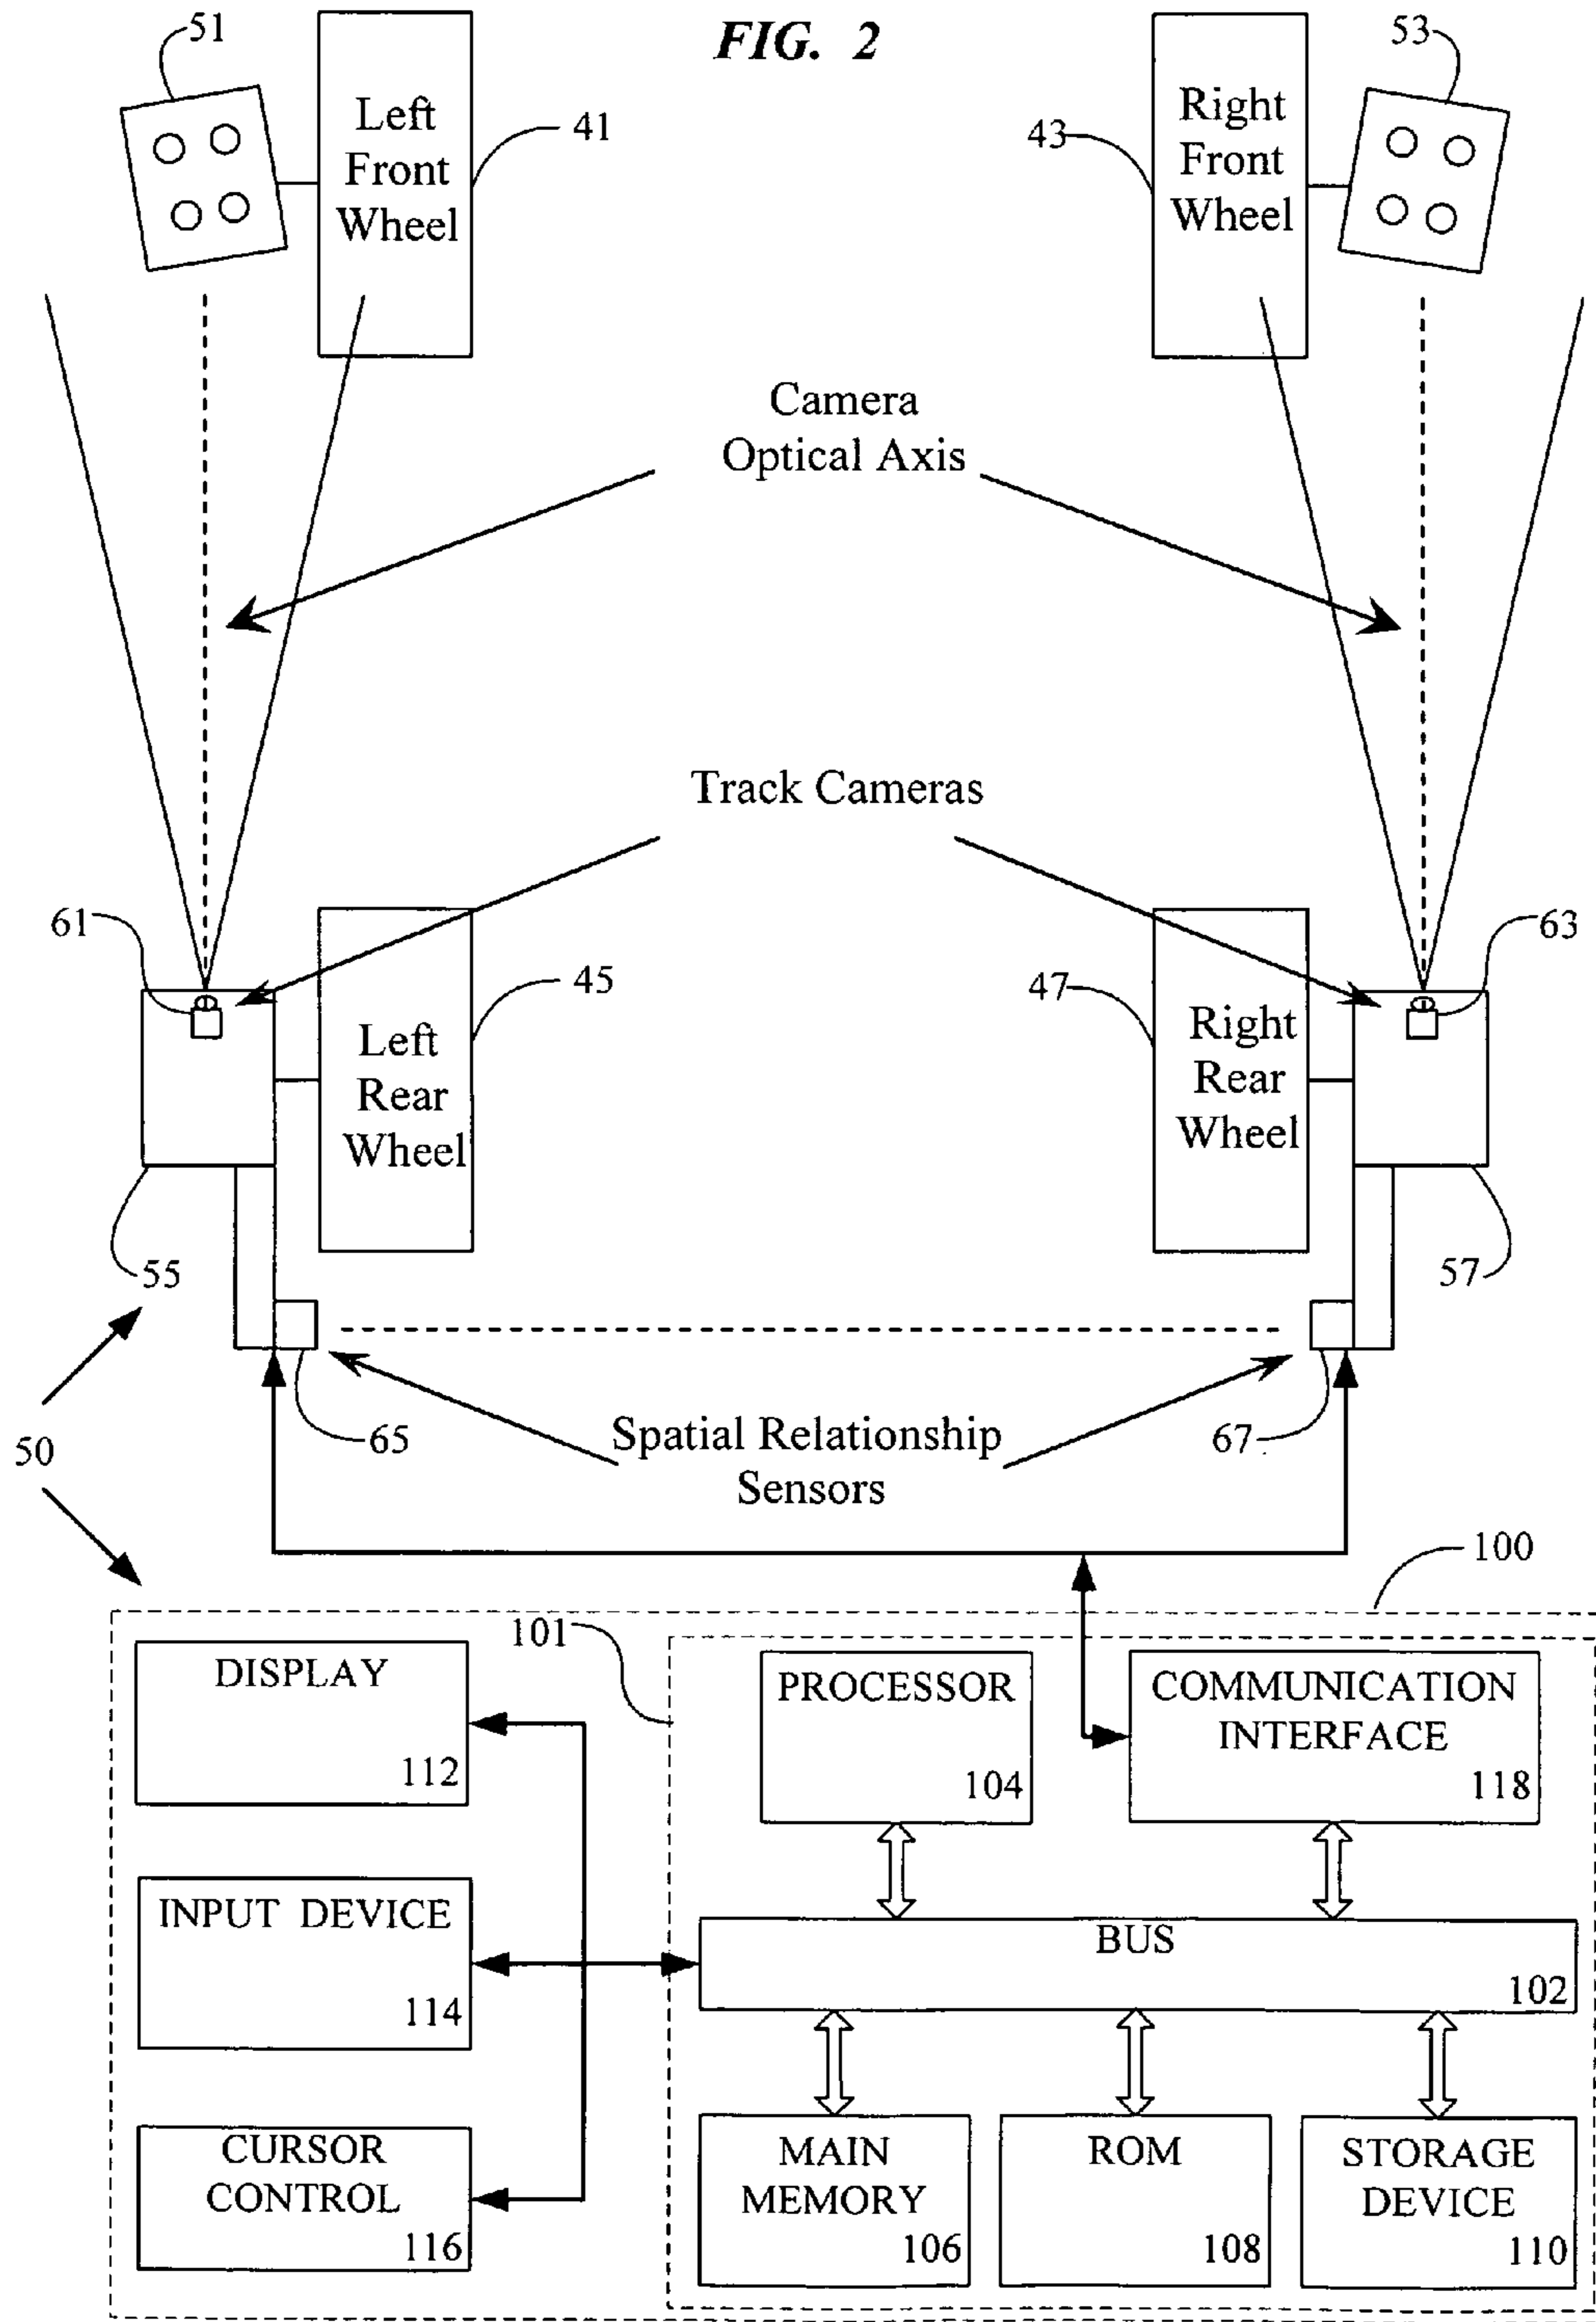 FIG. 2
51
53
Left
Front
Wheel
41
43
Right
Front
Wheel
Camera
Optical Axis
Track Cameras
61
63
Left
Rear
Wheel
45
47
Right
Rear
Wheel
55
57
50
65
Spatial Relationship
Sensors
67
100
101
DISPLAY
112
PROCESSOR
104
COMMUNICATION
INTERFACE
118
INPUT DEVICE
114
BUS
102
CURSOR
CONTROL
116
MAIN
MEMORY
106
ROM
108
STORAGE
DEVICE
110